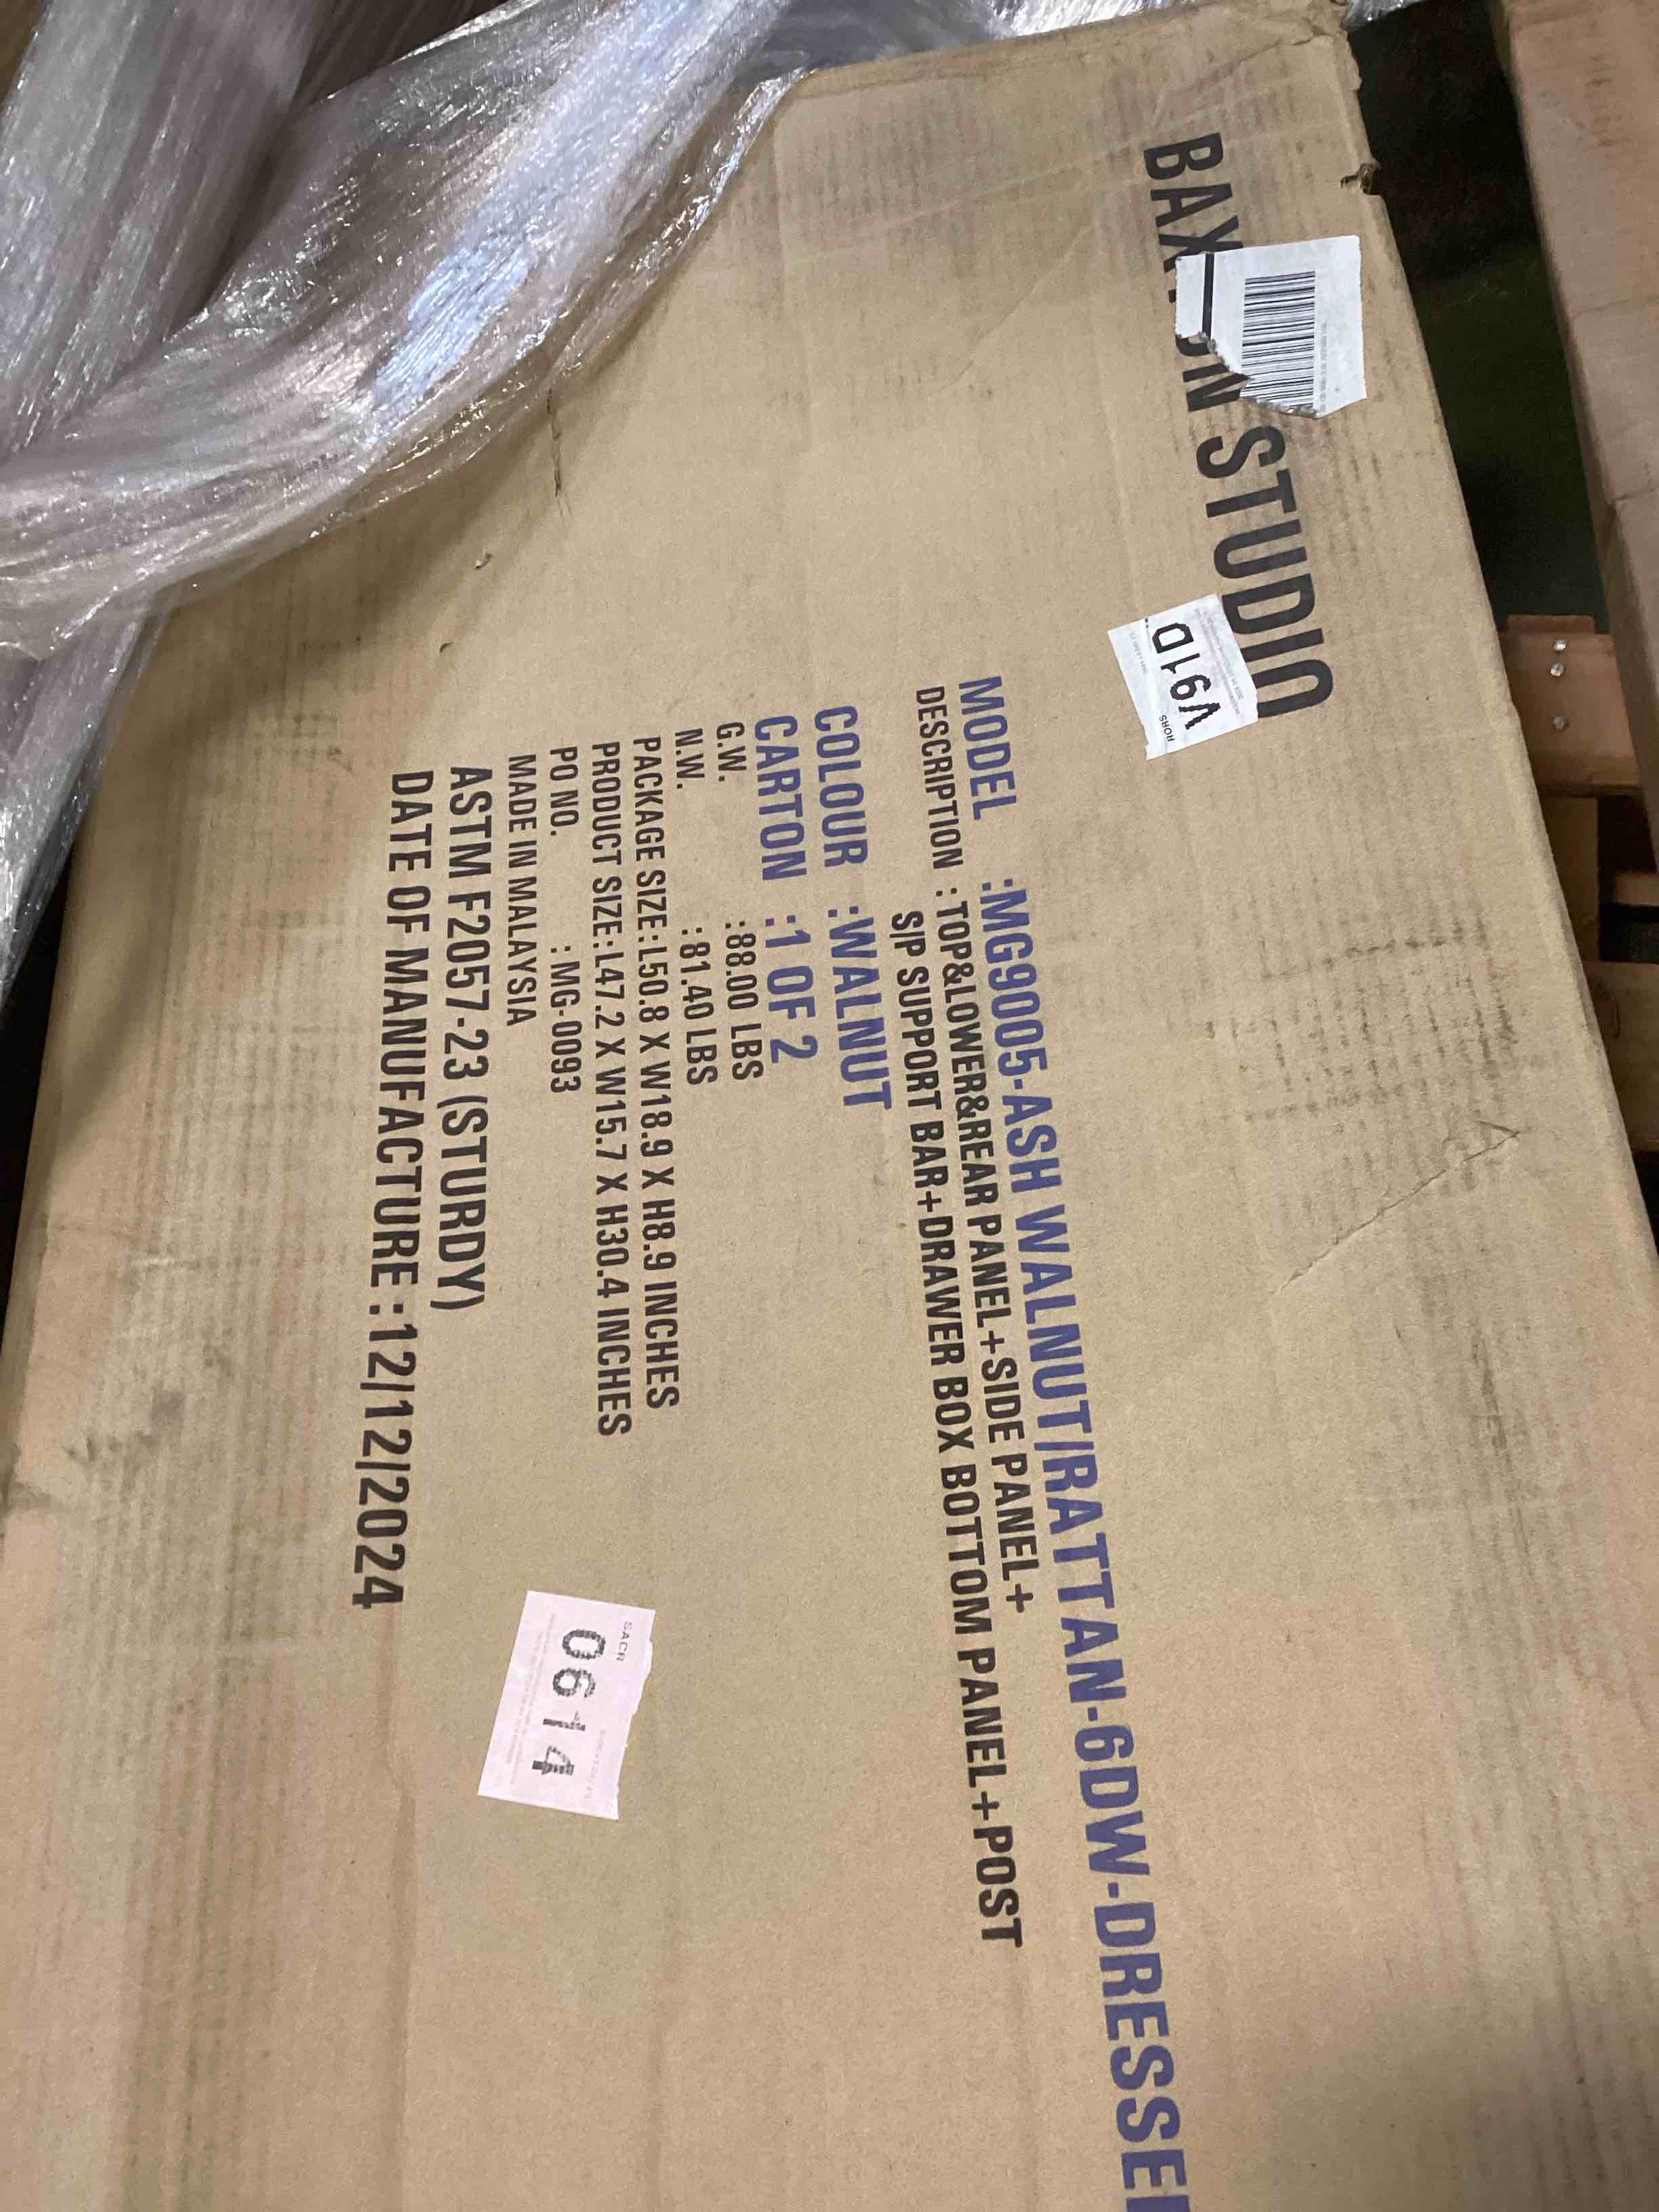 BAX ON STUDIO
V91D
RORS
MODEL :MG9005-ASH WALNUT/RATTAN-6DW-DRESSE
DESCRIPTION : TOP&LOWER&REAR PANEL+SIDE PANEL+
S/P SUPPORT BAR+DRAWER BOX BOTTOM PANEL+POST
COLOUR :WALNUT
CARTON :1 OF 2
G.W. :88.00 LBS
N.W. :81.40 LBS
PACKAGE SIZE:L50.8 X W18.9 X H8.9 INCHES
PRODUCT SIZE:L47.2 X W15.7 X H30.4 INCHES
PO NO. : MG-0093
MADE IN MALAYSIA
ASTM F2057-23 (STURDY)
DATE OF MANUFACTURE :12/12/2024
SACR
0614